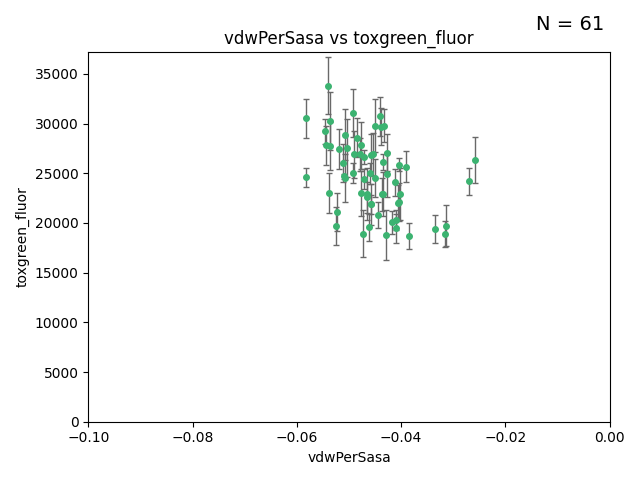 N = 61
vdwPerSasa vs toxgreen_fluor
toxgreen_fluor
35000
30000
25000
20000
15000
10000
5000
0
−0.10 −0.08 −0.06 −0.04 −0.02 0.00
vdwPerSasa